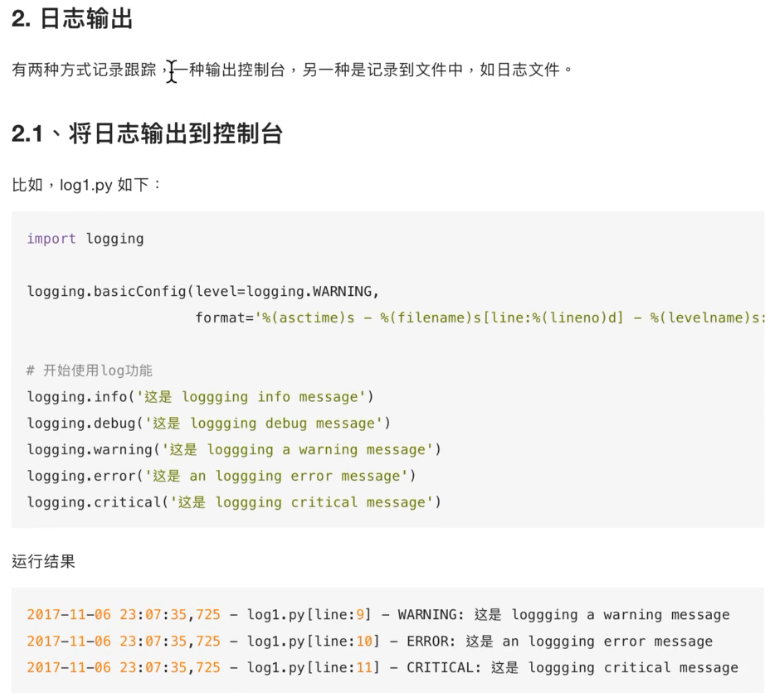 2. 日志输出
有两种方式记录跟踪，一种输出控制台，另一种是记录到文件中，如日志文件。
2.1、将日志输出到控制台
比如，log1.py 如下：
import logging
logging.basicConfig(level=logging.WARNING,
format='%(asctime)s - %(filename)s[line:%(lineno)d] - %(levelname)s:
# 开始使用log功能
logging.info('这是 loggging info message')
logging.debug('这是 loggging debug message')
logging.warning('这是 loggging a warning message')
logging.error('这是 an loggging error message')
logging.critical('这是 loggging critical message')
运行结果
2017-11-06 23:07:35,725 - log1.py[line:9] - WARNING: 这是 loggging a warning message
2017-11-06 23:07:35,725 - log1.py[line:10] - ERROR: 这是 an loggging error message
2017-11-06 23:07:35,725 - log1.py[line:11] - CRITICAL: 这是 loggging critical message